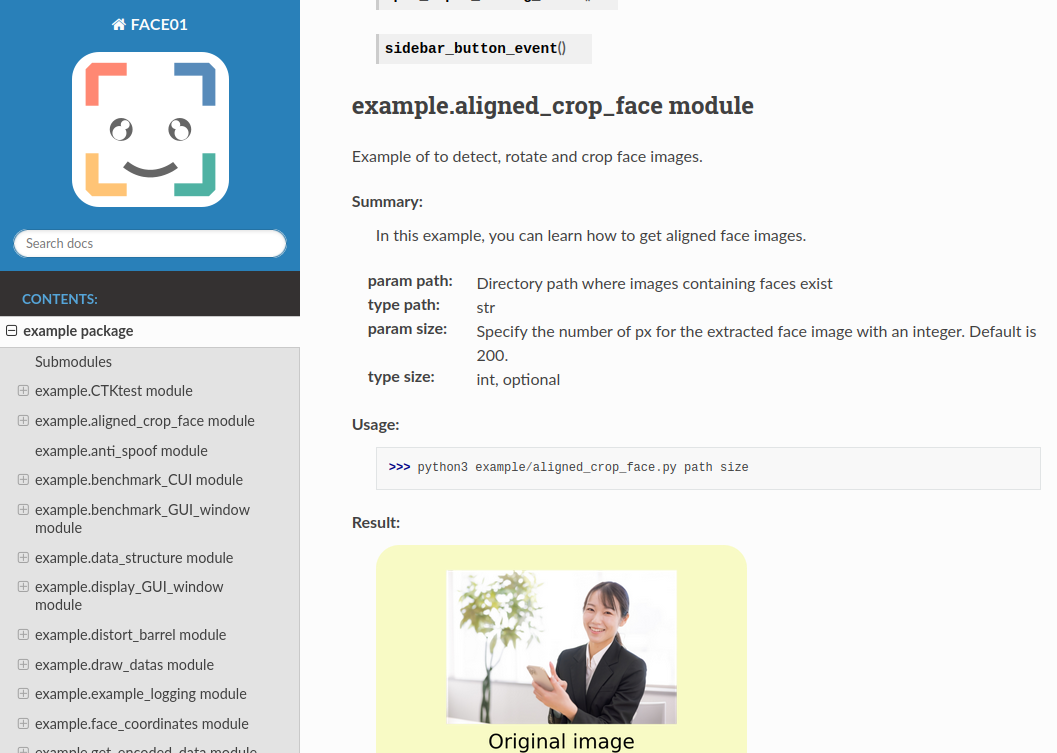 FACE01
Search docs
CONTENTS:
example package
Submodules
example.CTKtest module
example.aligned_crop_face module
example.anti_spoof module
example.benchmark_CUI module
example.benchmark_GUI_window
module
example.data_structure module
example.display_GUI_window
module
example.distort_barrel module
example.draw_datas module
example.example_logging module
example.face_coordinates module
example.get_encoded_data module
sidebar_button_event()
example.aligned_crop_face module
Example of to detect, rotate and crop face images.
Summary:
In this example, you can learn how to get aligned face images.
param path: Directory path where images containing faces exist
type path: str
param size: Specify the number of px for the extracted face image with an integer. Default is
200.
type size: int, optional
Usage:
>>> python3 example/aligned_crop_face.py path size
Result:
Original image